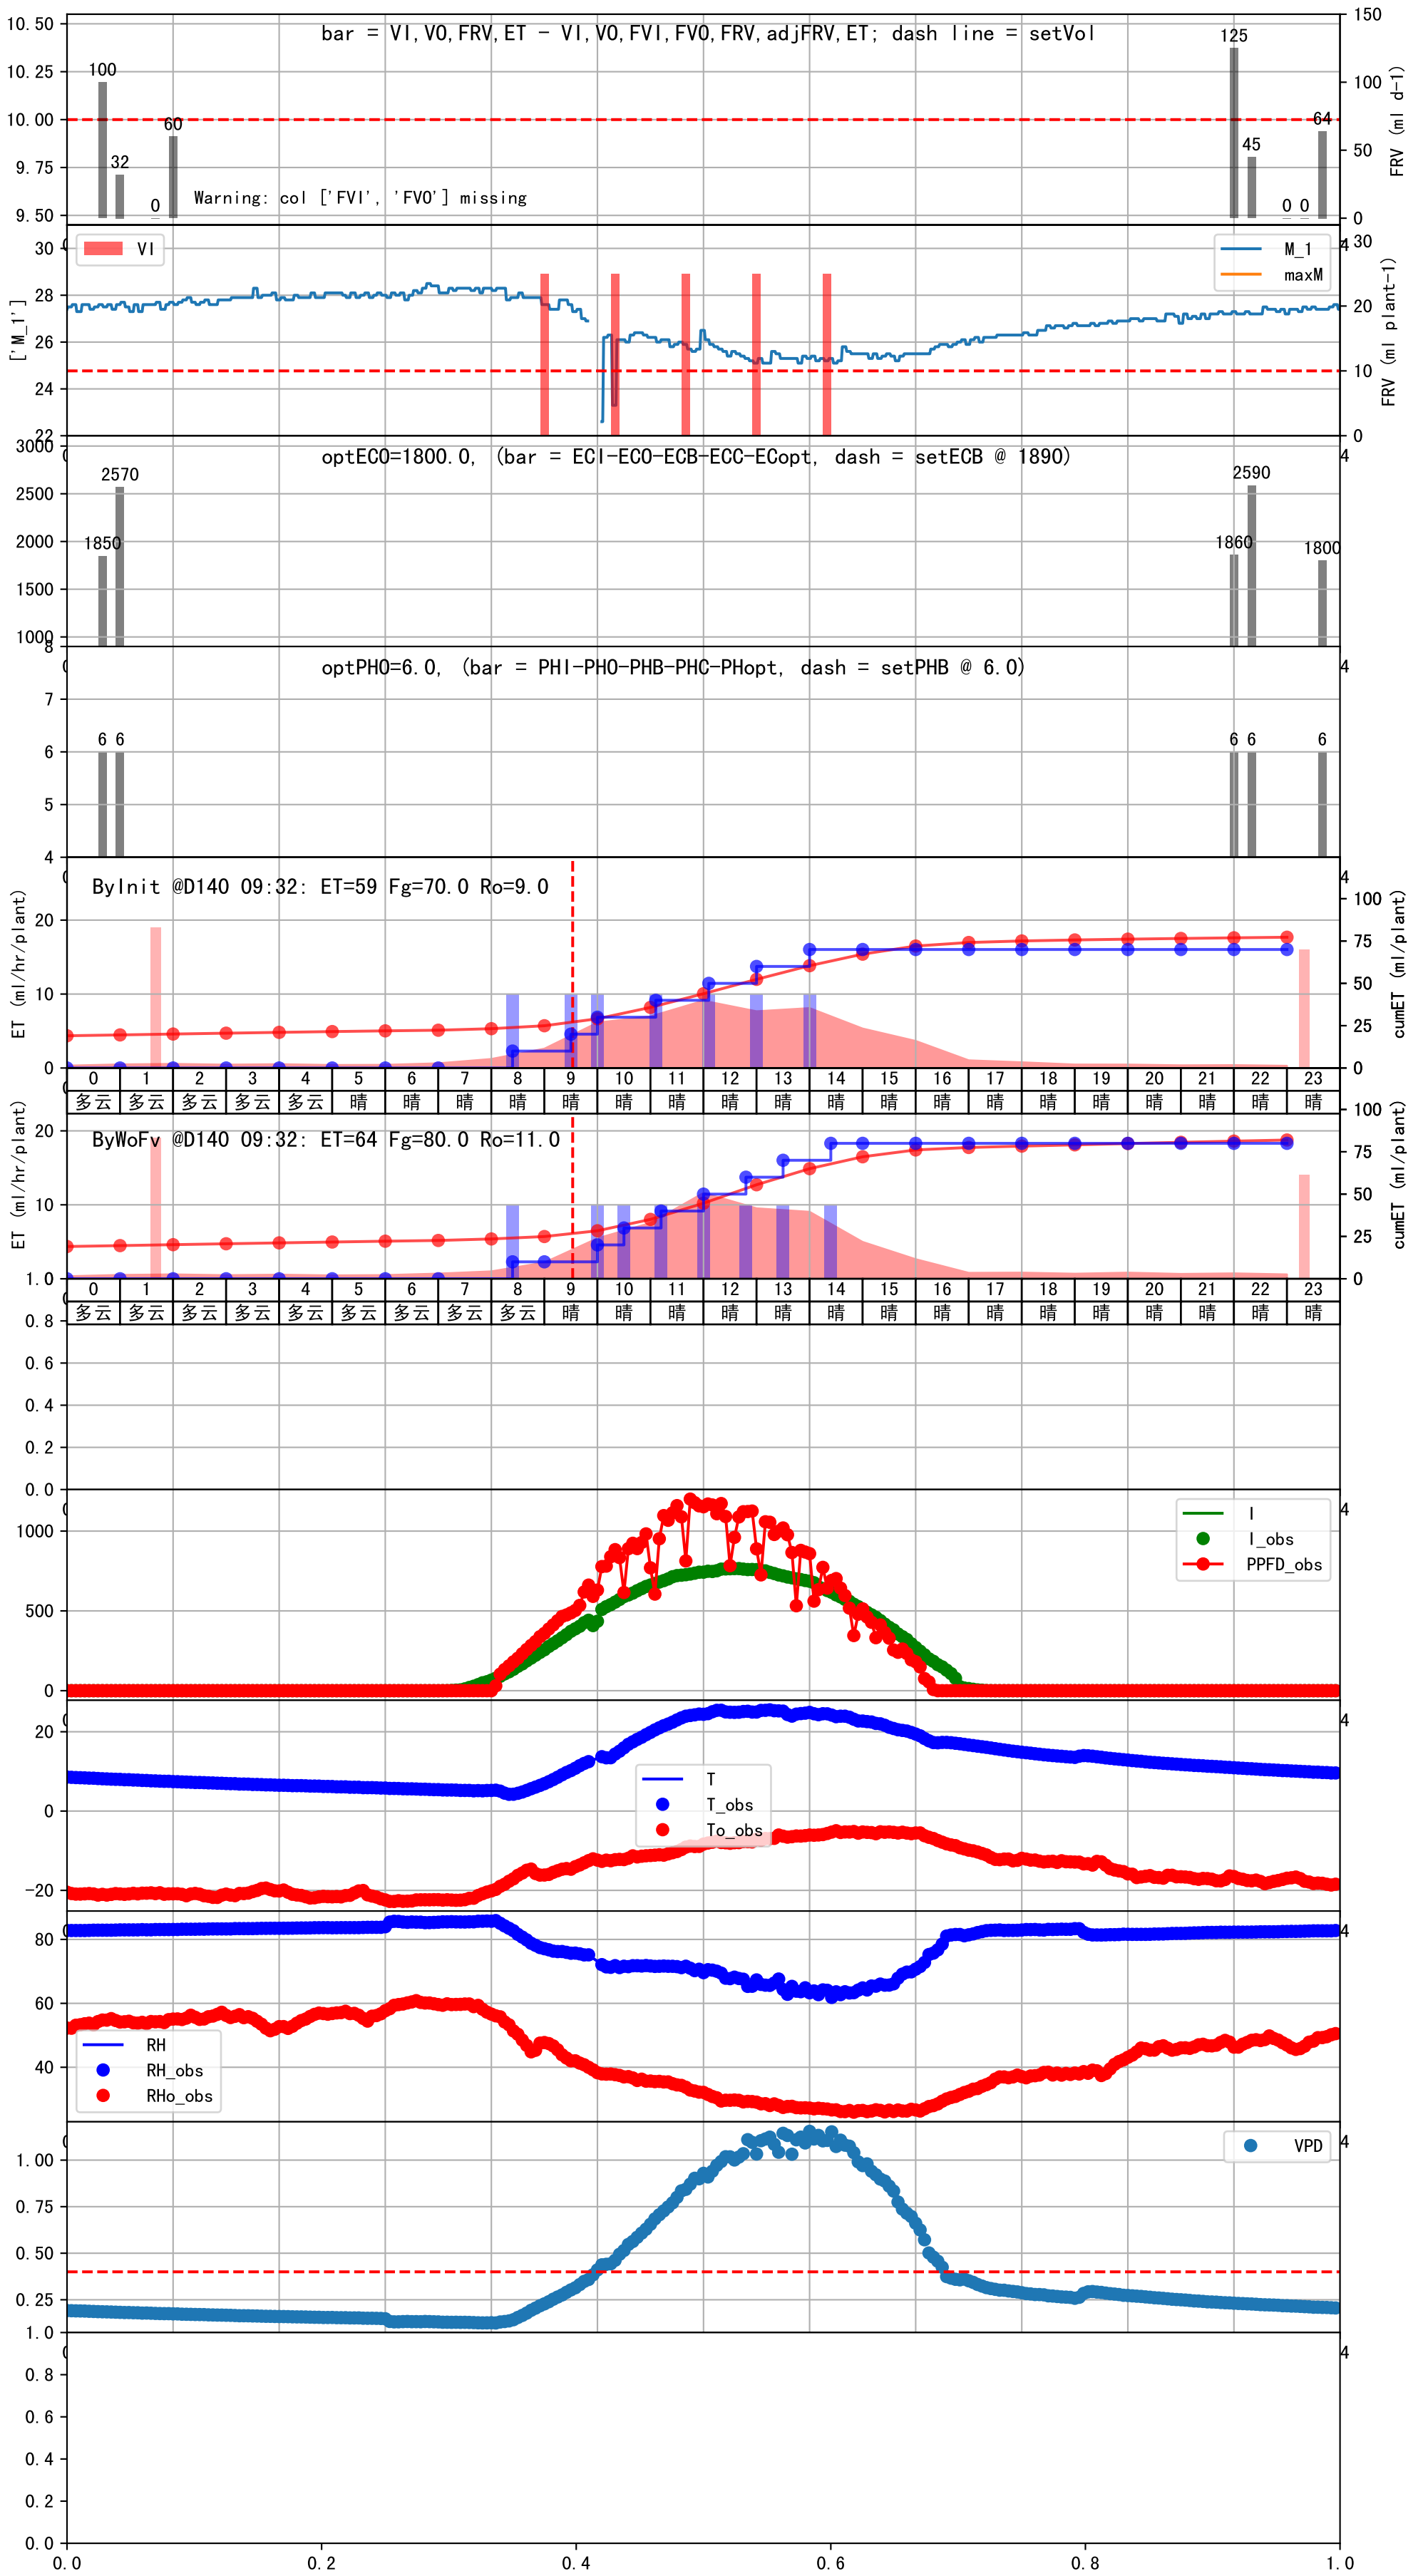 bar = VI,VO,FRV,ET - VI,VO,FVI,FVO,FRV,adjFRV,ET; dash line = setVol
10.50
10.25
10.00
9.75
9.50
100
32
0
60
125
45
0
0
64
Warning: col ['FVI', 'FVO'] missing
150
100
50
0
FRV (ml d-1)
VI
M_1
maxM
['M_1']
30
28
26
24
22
30
20
10
0
FRV (ml plant-1)
optECO=1800.0, (bar = ECI-ECO-ECB-ECC-ECopt, dash = setECB @ 1890)
3000
2500
2000
1500
1000
1850
2570
1860
2590
1800
optPHO=6.0, (bar = PHI-PHO-PHB-PHC-PHopt, dash = setPHB @ 6.0)
8
7
6
5
4
6
6
6
6
6
ByInit @D140 09:32: ET=59 Fg=70.0 Ro=9.0
ET (ml/hr/plant)
20
10
0
100
75
50
25
0
cumET (ml/plant)
0 1 2 3 4 5 6 7 8 9 10 11 12 13 14 15 16 17 18 19 20 21 22 23
多云 多云 多云 多云 多云 晴 晴 晴 晴 晴 晴 晴 晴 晴 晴 晴 晴 晴 晴 晴 晴 晴 晴 晴
ByWoFv @D140 09:32: ET=64 Fg=80.0 Ro=11.0
ET (ml/hr/plant)
20
10
100
75
50
25
0
cumET (ml/plant)
0 1 2 3 4 5 6 7 8 9 10 11 12 13 14 15 16 17 18 19 20 21 22 23
多云 多云 多云 多云 多云 多云 多云 多云 多云 晴 晴 晴 晴 晴 晴 晴 晴 晴 晴 晴 晴 晴 晴 晴
1.0
0.8
0.6
0.4
0.2
0.0
I
I_obs
PPFD_obs
1000
500
0
T
T_obs
To_obs
20
0
-20
RH
RH_obs
RHo_obs
80
60
40
VPD
1.00
0.75
0.50
0.25
1.0
0.8
0.6
0.4
0.2
0.0
0.0 0.2 0.4 0.6 0.8 1.0